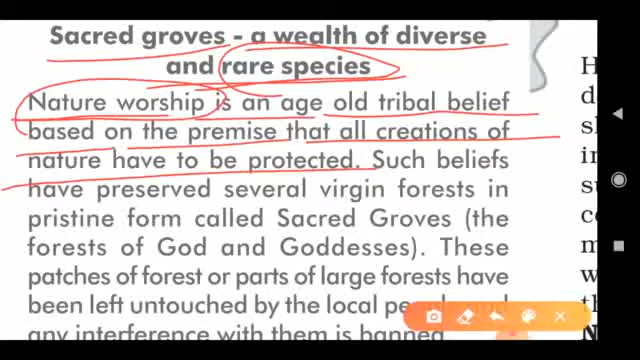 Sacred groves - a wealth of diverse
and rare species
Nature worship is an age old tribal belief
based on the premise that all creations of
nature have to be protected. Such beliefs
have preserved several virgin forests in
pristine form called Sacred Groves (the
forests of God and Goddesses). These
patches of forest or parts of large forests have
been left untouched by the local
any interference with them is banned